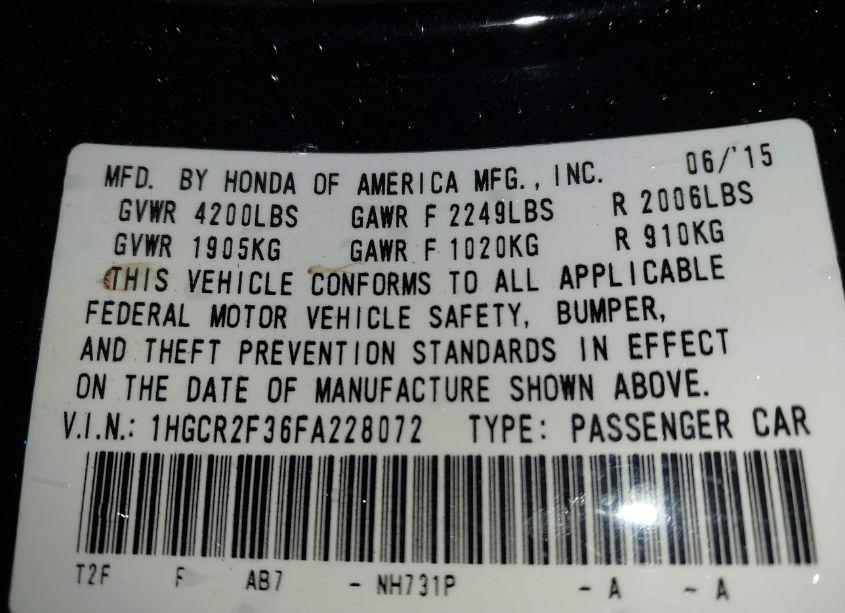 MFD. BY HONDA OF AMERICA MFG., INC. 06/'15
GVWR 4200LBS GAWR F 2249LBS R 2006LBS
GVWR 1905KG GAWR F 1020KG R 910KG
THIS VEHICLE CONFORMS TO ALL APPLICABLE
FEDERAL MOTOR VEHICLE SAFETY, BUMPER,
AND THEFT PREVENTION STANDARDS IN EFFECT
ON THE DATE OF MANUFACTURE SHOWN ABOVE.
V.I.N.: 1HGCR2F36FA228072 TYPE: PASSENGER CAR
T2F F AB7 - NH731P - A - A